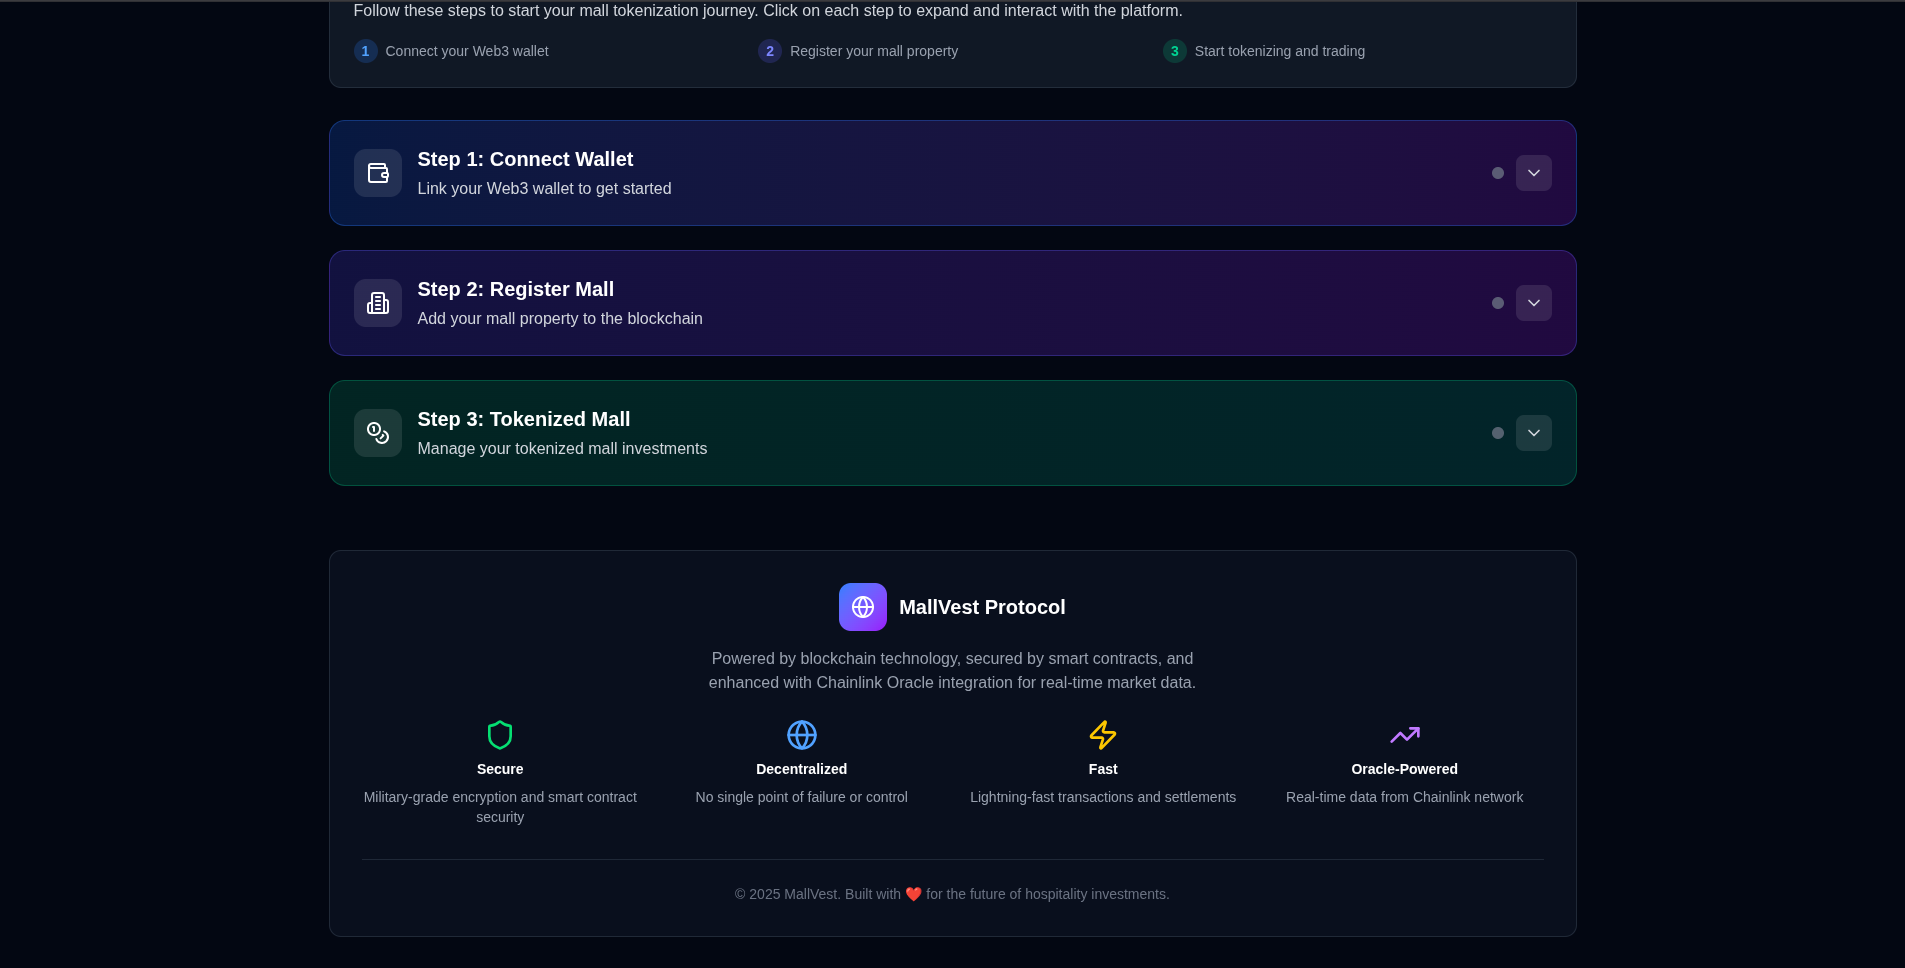 Follow these steps to start your mall tokenization journey. Click on each step to expand and interact with the platform.
1 Connect your Web3 wallet
2 Register your mall property
3 Start tokenizing and trading
Step 1: Connect Wallet
Link your Web3 wallet to get started
Step 2: Register Mall
Add your mall property to the blockchain
Step 3: Tokenized Mall
Manage your tokenized mall investments
MallVest Protocol
Powered by blockchain technology, secured by smart contracts, and
enhanced with Chainlink Oracle integration for real-time market data.
Secure
Military-grade encryption and smart contract
security
Decentralized
No single point of failure or control
Fast
Lightning-fast transactions and settlements
Oracle-Powered
Real-time data from Chainlink network
© 2025 MallVest. Built with ❤️ for the future of hospitality investments.